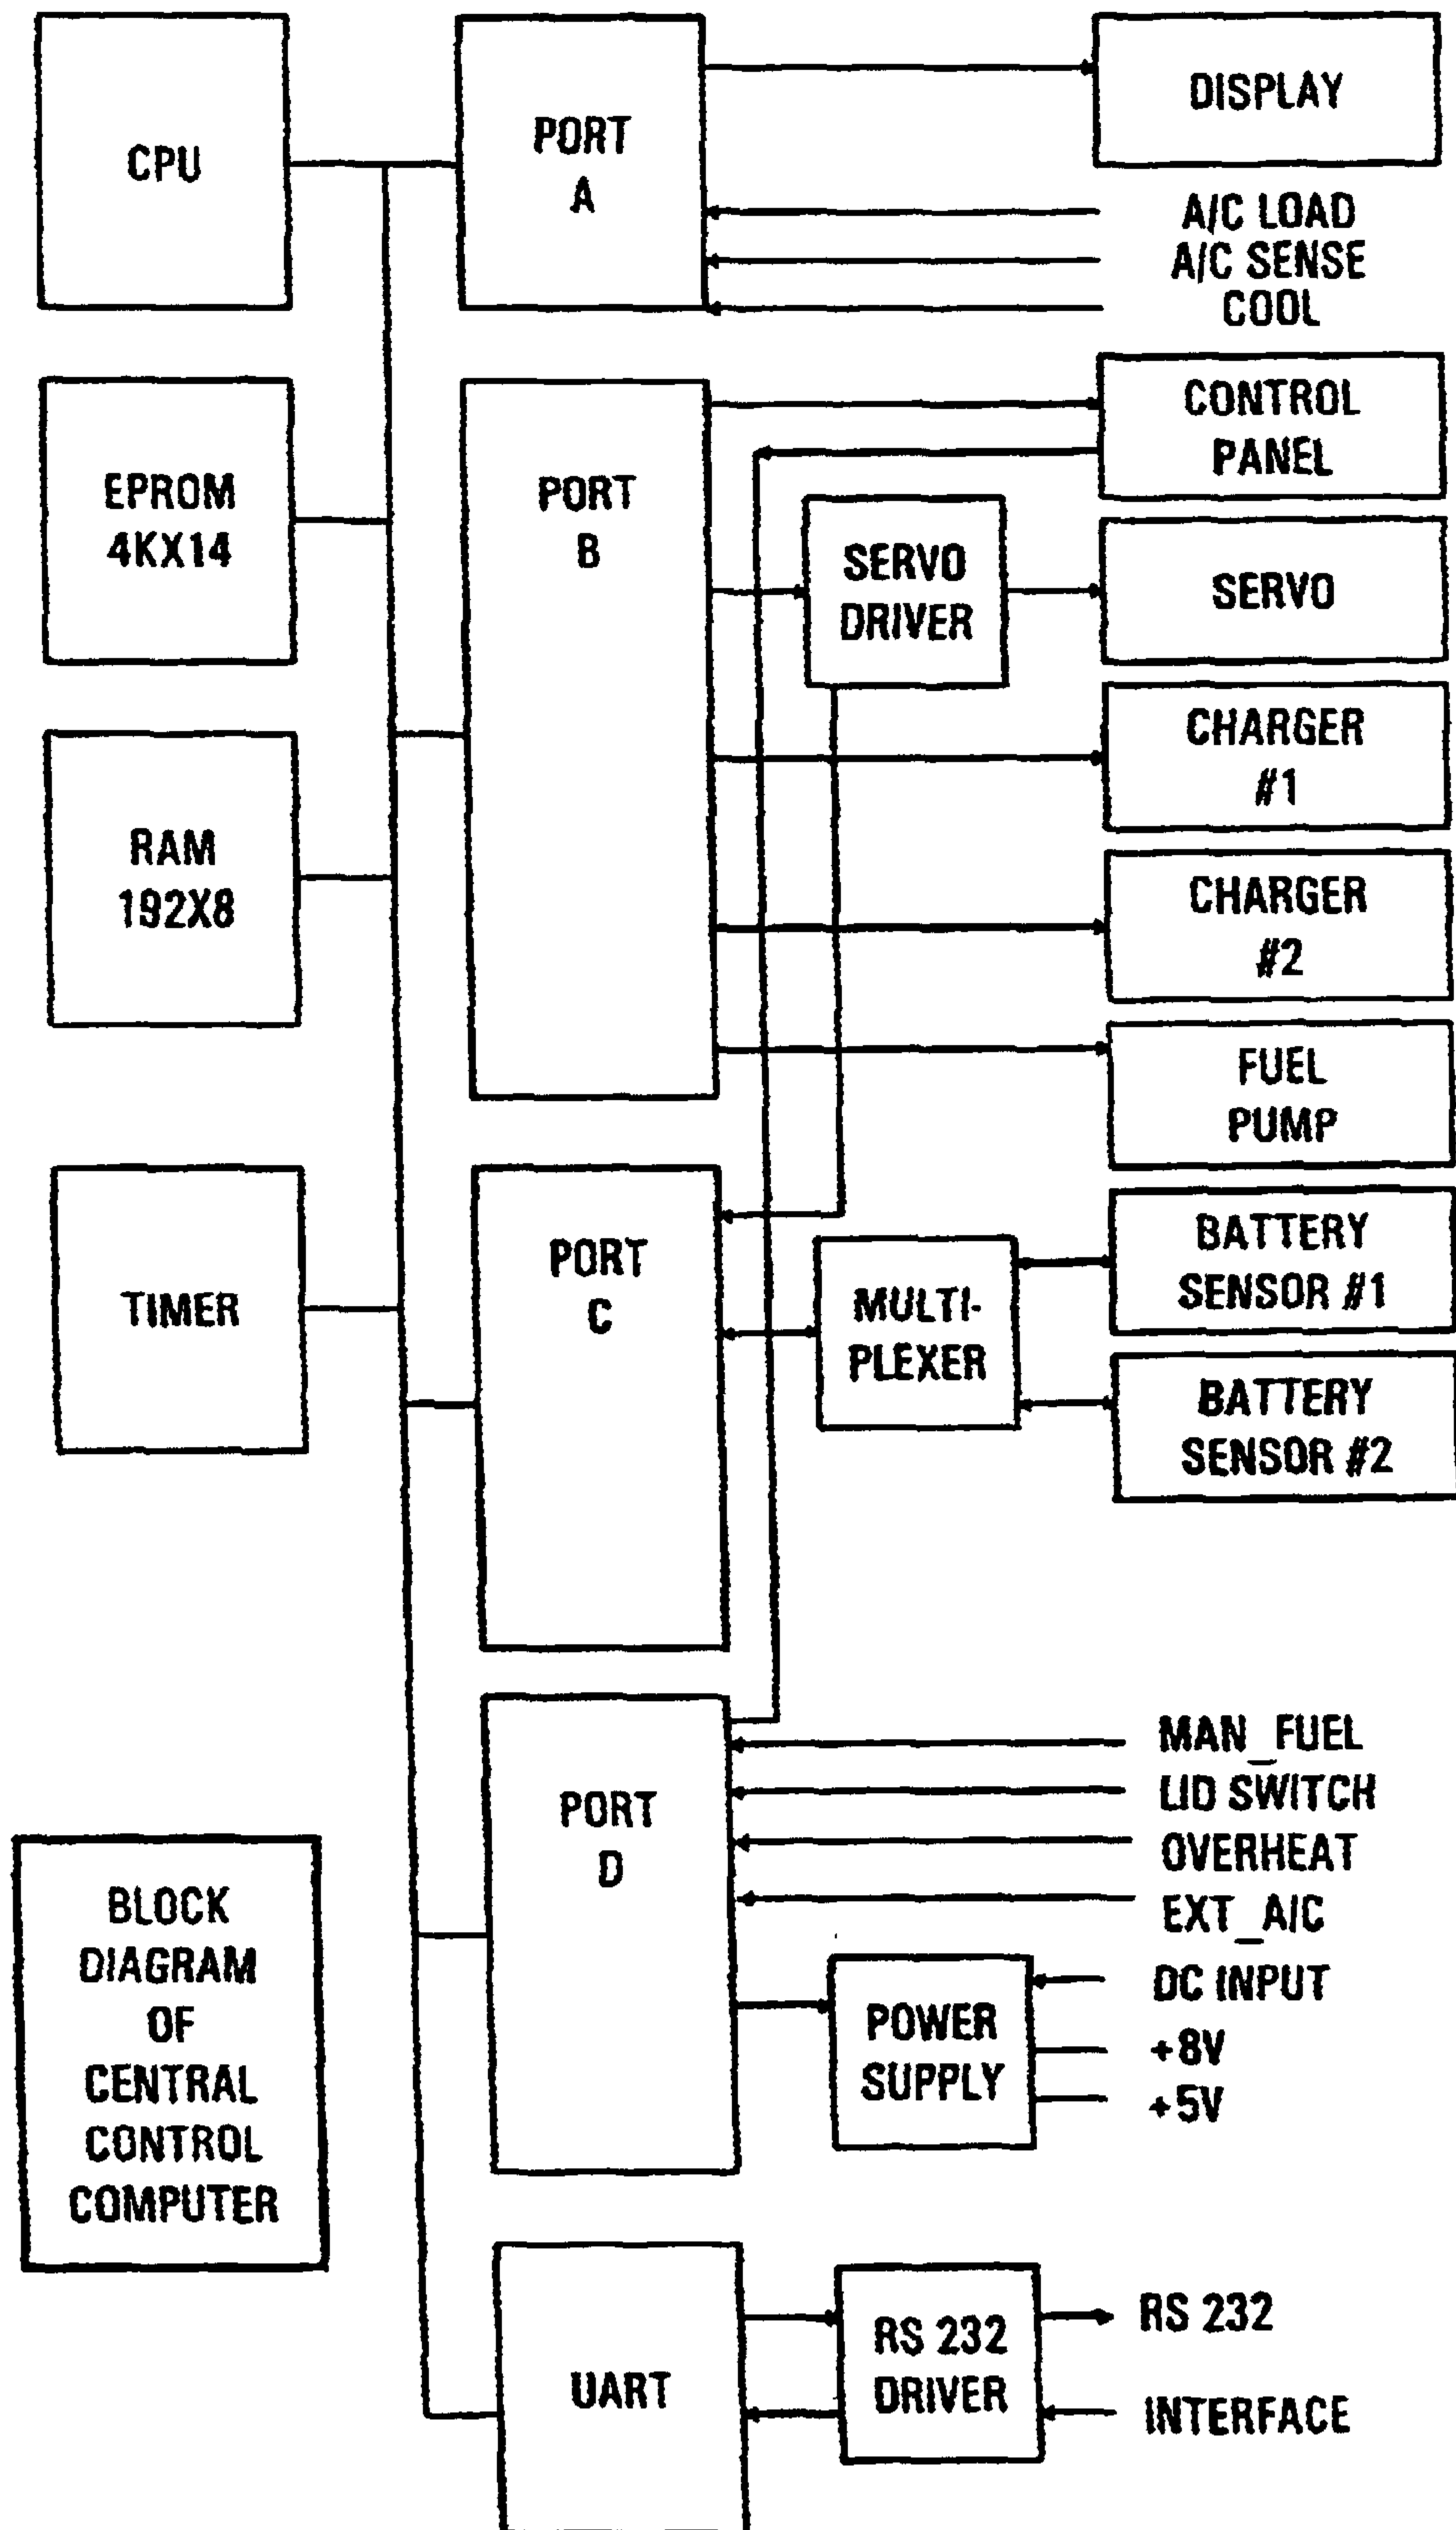 CPU
PORT
A
DISPLAY
A/C LOAD
A/C SENSE
COOL
EPROM
4KX14
PORT
B
CONTROL
PANEL
SERVO
DRIVER
SERVO
CHARGER
#1
RAM
192X8
CHARGER
#2
FUEL
PUMP
TIMER
PORT
C
MULTI-
PLEXER
BATTERY
SENSOR #1
BATTERY
SENSOR #2
PORT
D
MAN_FUEL
LID SWITCH
OVERHEAT
EXT_A/C
BLOCK
DIAGRAM
OF
CENTRAL
CONTROL
COMPUTER
POWER
SUPPLY
DC INPUT
+8V
+5V
UART
RS 232
DRIVER
RS 232
INTERFACE